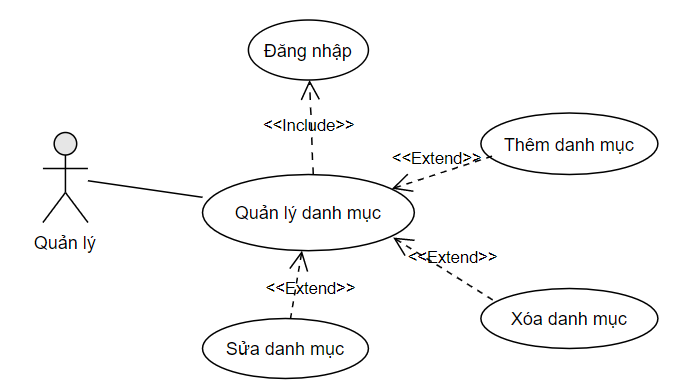 Đăng nhập
<<Include>>
Thêm danh mục
<<Extend>>
Quản lý danh mục
Quản lý
<<Extend>>
<<Extend>>
Xóa danh mục
Sửa danh mục